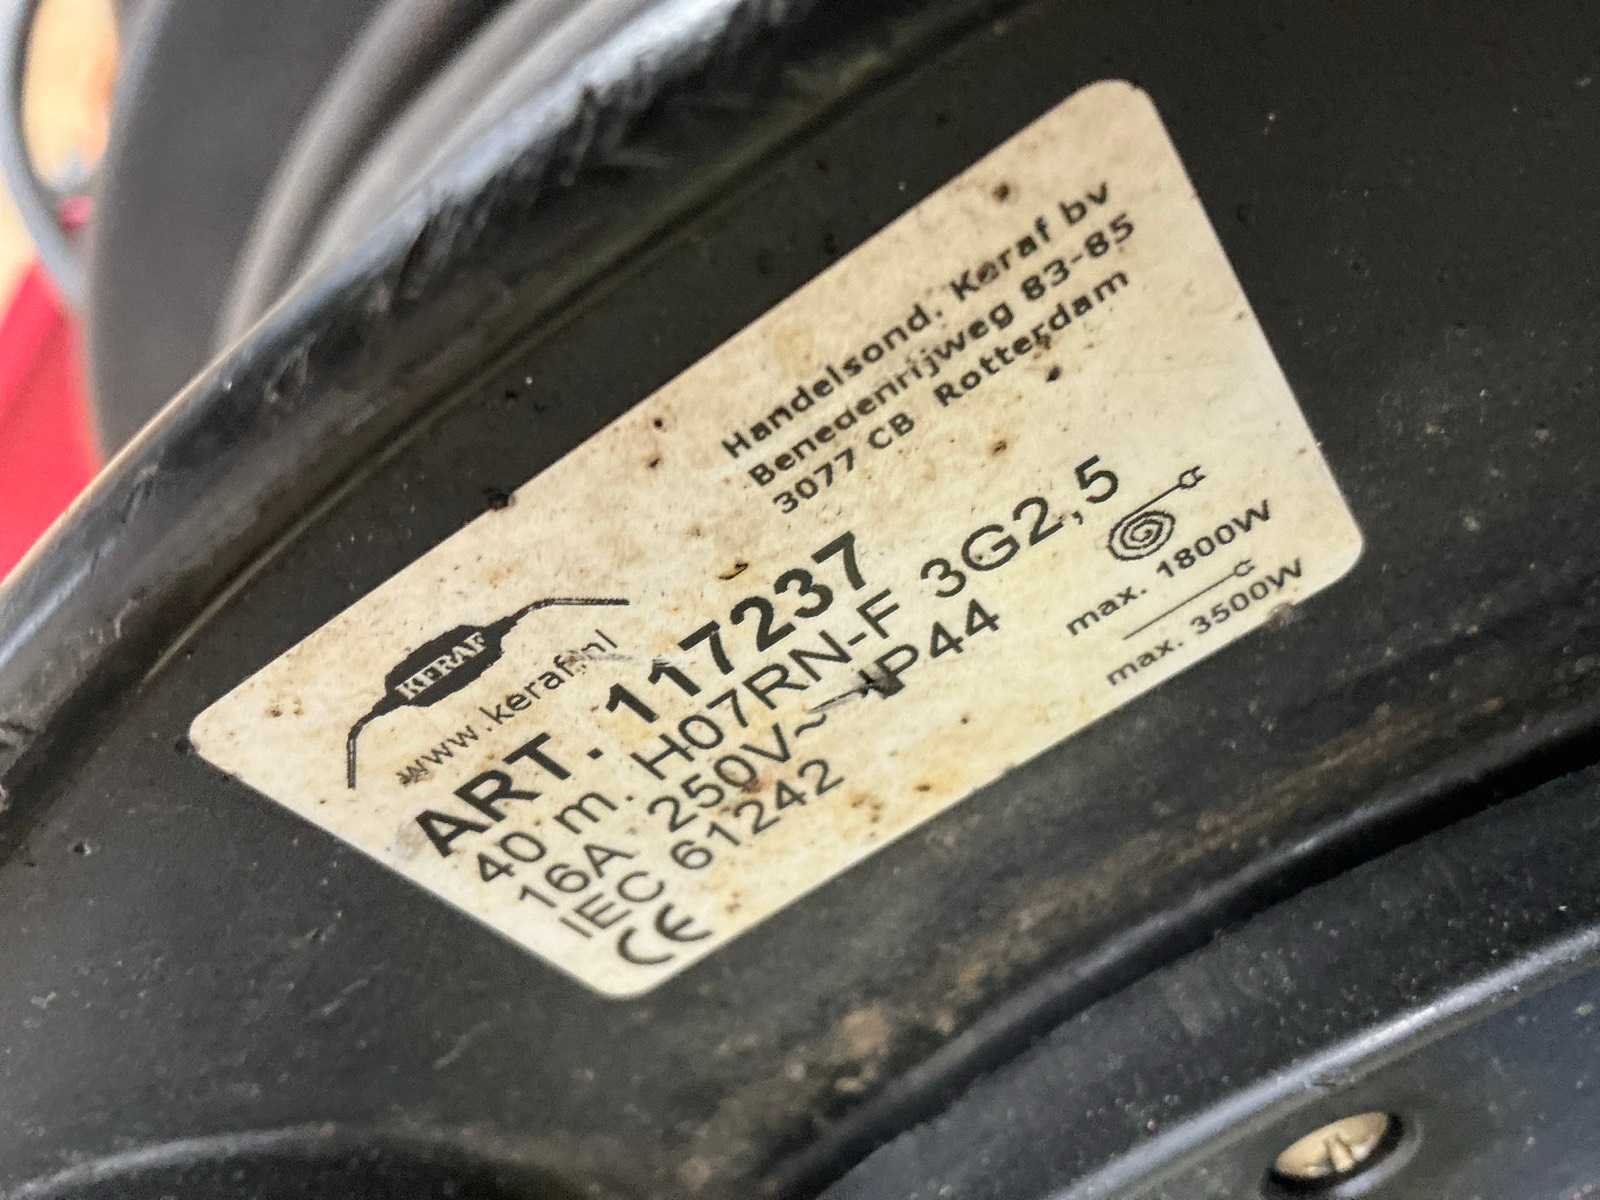 Handelsond. Keraf bv
Benedenrijweg 83-85
3077 CB Rotterdam
KERAF
www.keraf.nl
ART. 117237
40 m. H07RN-F 3G2,5
16A 250V~ IP44
IEC 61242
CE
max. 1800W
max. 3500W